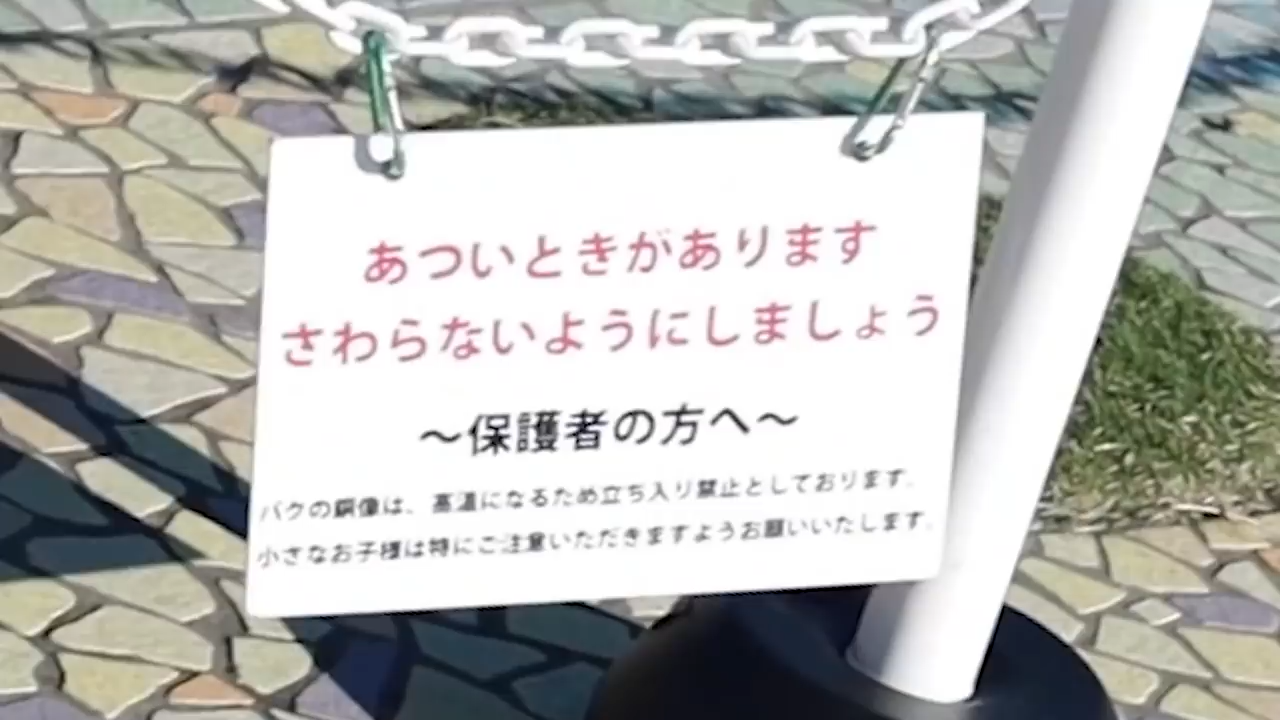 あついときがあります
さわらないようにしましょう
～保護者の方へ～
バクの銅像は、高温になるため立ち入り禁止としております。
小さなお子様は特にご注意いただきますようお願いいたします。